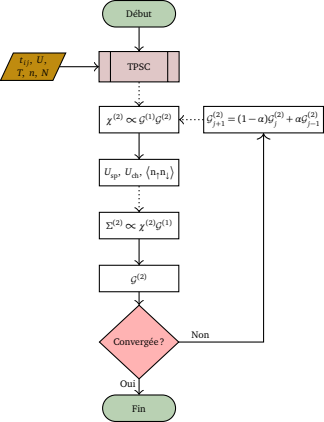 Début
t_{ij}, U,
T, n, N
TPSC
χ^{(2)} ∝ 𝒢^{(1)}𝒢^{(2)}
𝒢^{(2)}_{j+1} = (1−α)𝒢^{(2)}_{j} + α𝒢^{(2)}_{j−1}
U_{sp}, U_{ch}, ⟨n_↑n_↓⟩
Σ^{(2)} ∝ χ^{(2)}𝒢^{(1)}
𝒢^{(2)}
Convergée ?
Non
Oui
Fin